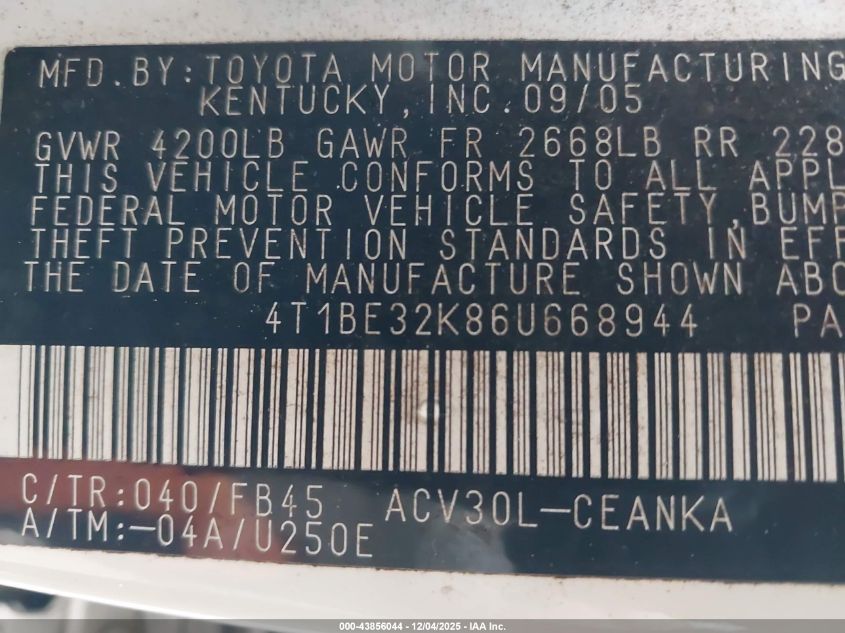 MFD.BY:TOYOTA MOTOR MANUFACTURING
KENTUCKY,INC.09/05
GVWR 4200LB GAWR FR 2668LB RR 228
THIS VEHICLE CONFORMS TO ALL APPL
FEDERAL MOTOR VEHICLE SAFETY,BUMP
THEFT PREVENTION STANDARDS IN EFF
THE DATE OF MANUFACTURE SHOWN ABO
4T1BE32K86U668944 PA
C/TR:040/FB45 ACV30L-CEANKA
A/TM:-04A/U250E
000-43856044 | 12/04/2025 - IAA Inc.